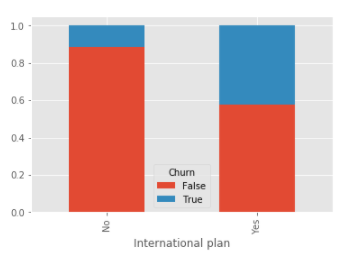 1.0
0.8
0.6
0.4
0.2
0.0
Churn
False
True
No
Yes
International plan